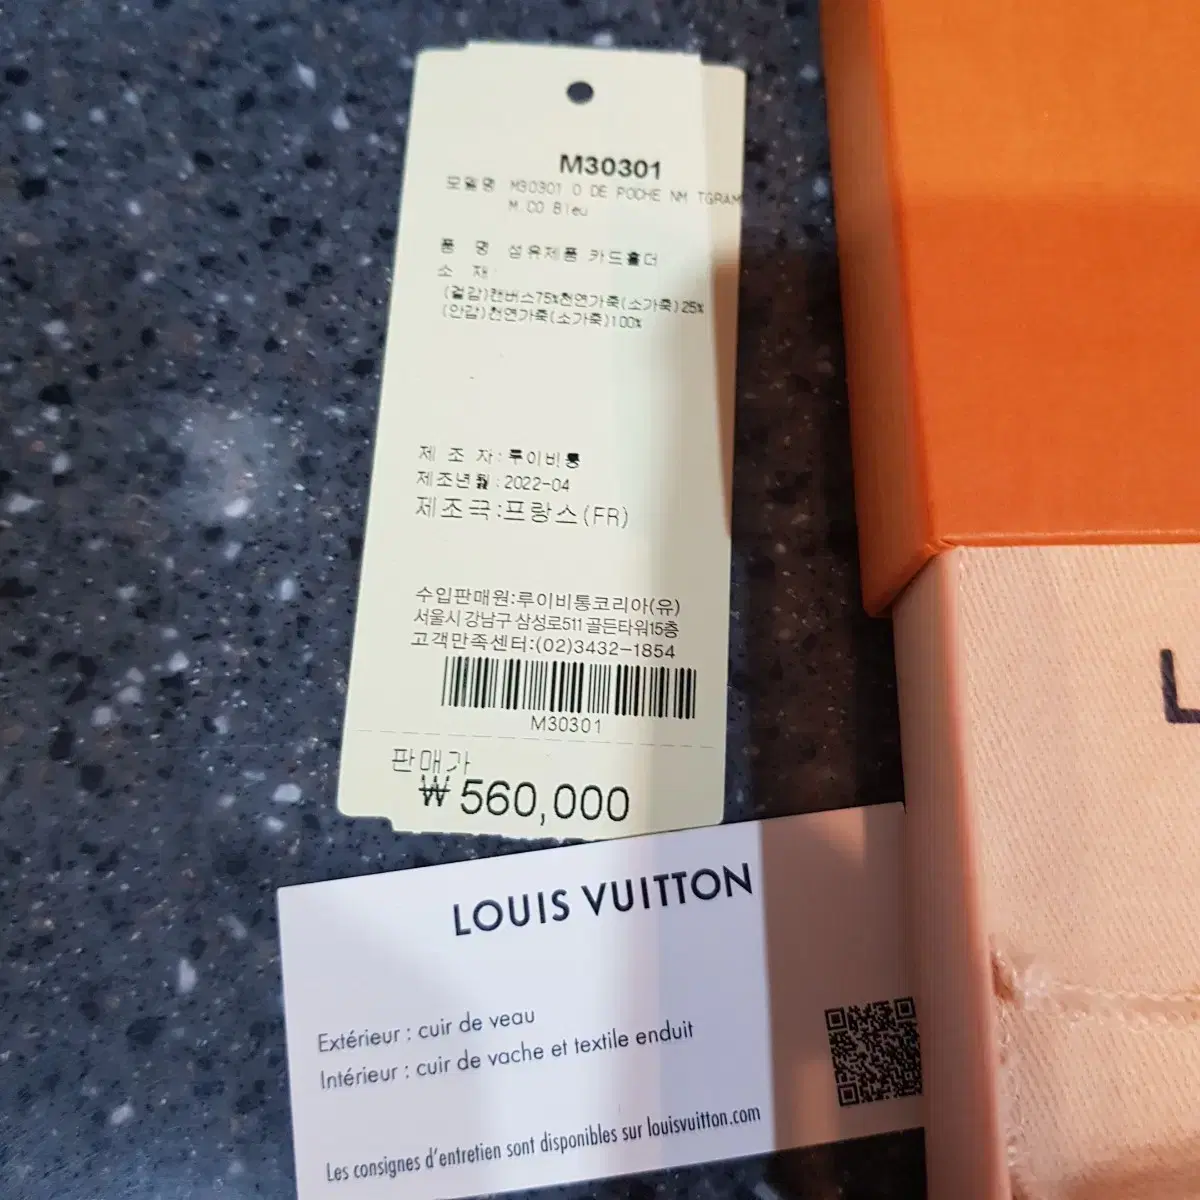 M30301
모델명 M30301 O DE POCHE NM TGRAM
M.CO Bleu
품 명 섬유제품 카드홀더
소 재:
(겉감)캔버스75%천연가죽(소가죽)25%
(안감)천연가죽(소가죽)100%
제 조 자:루이비통
제조년월:2022-04
제조국:프랑스(FR)
수입판매원:루이비통코리아(유)
서울시 강남구 삼성로511 골든타워15층
고객만족센터:(02)3432-1854
M30301
판매가
₩560,000
LOUIS VUITTON
Extérieur : cuir de veau
Intérieur : cuir de vache et textile enduit
Les consignes d'entretien sont disponibles sur louisvuitton.com
L